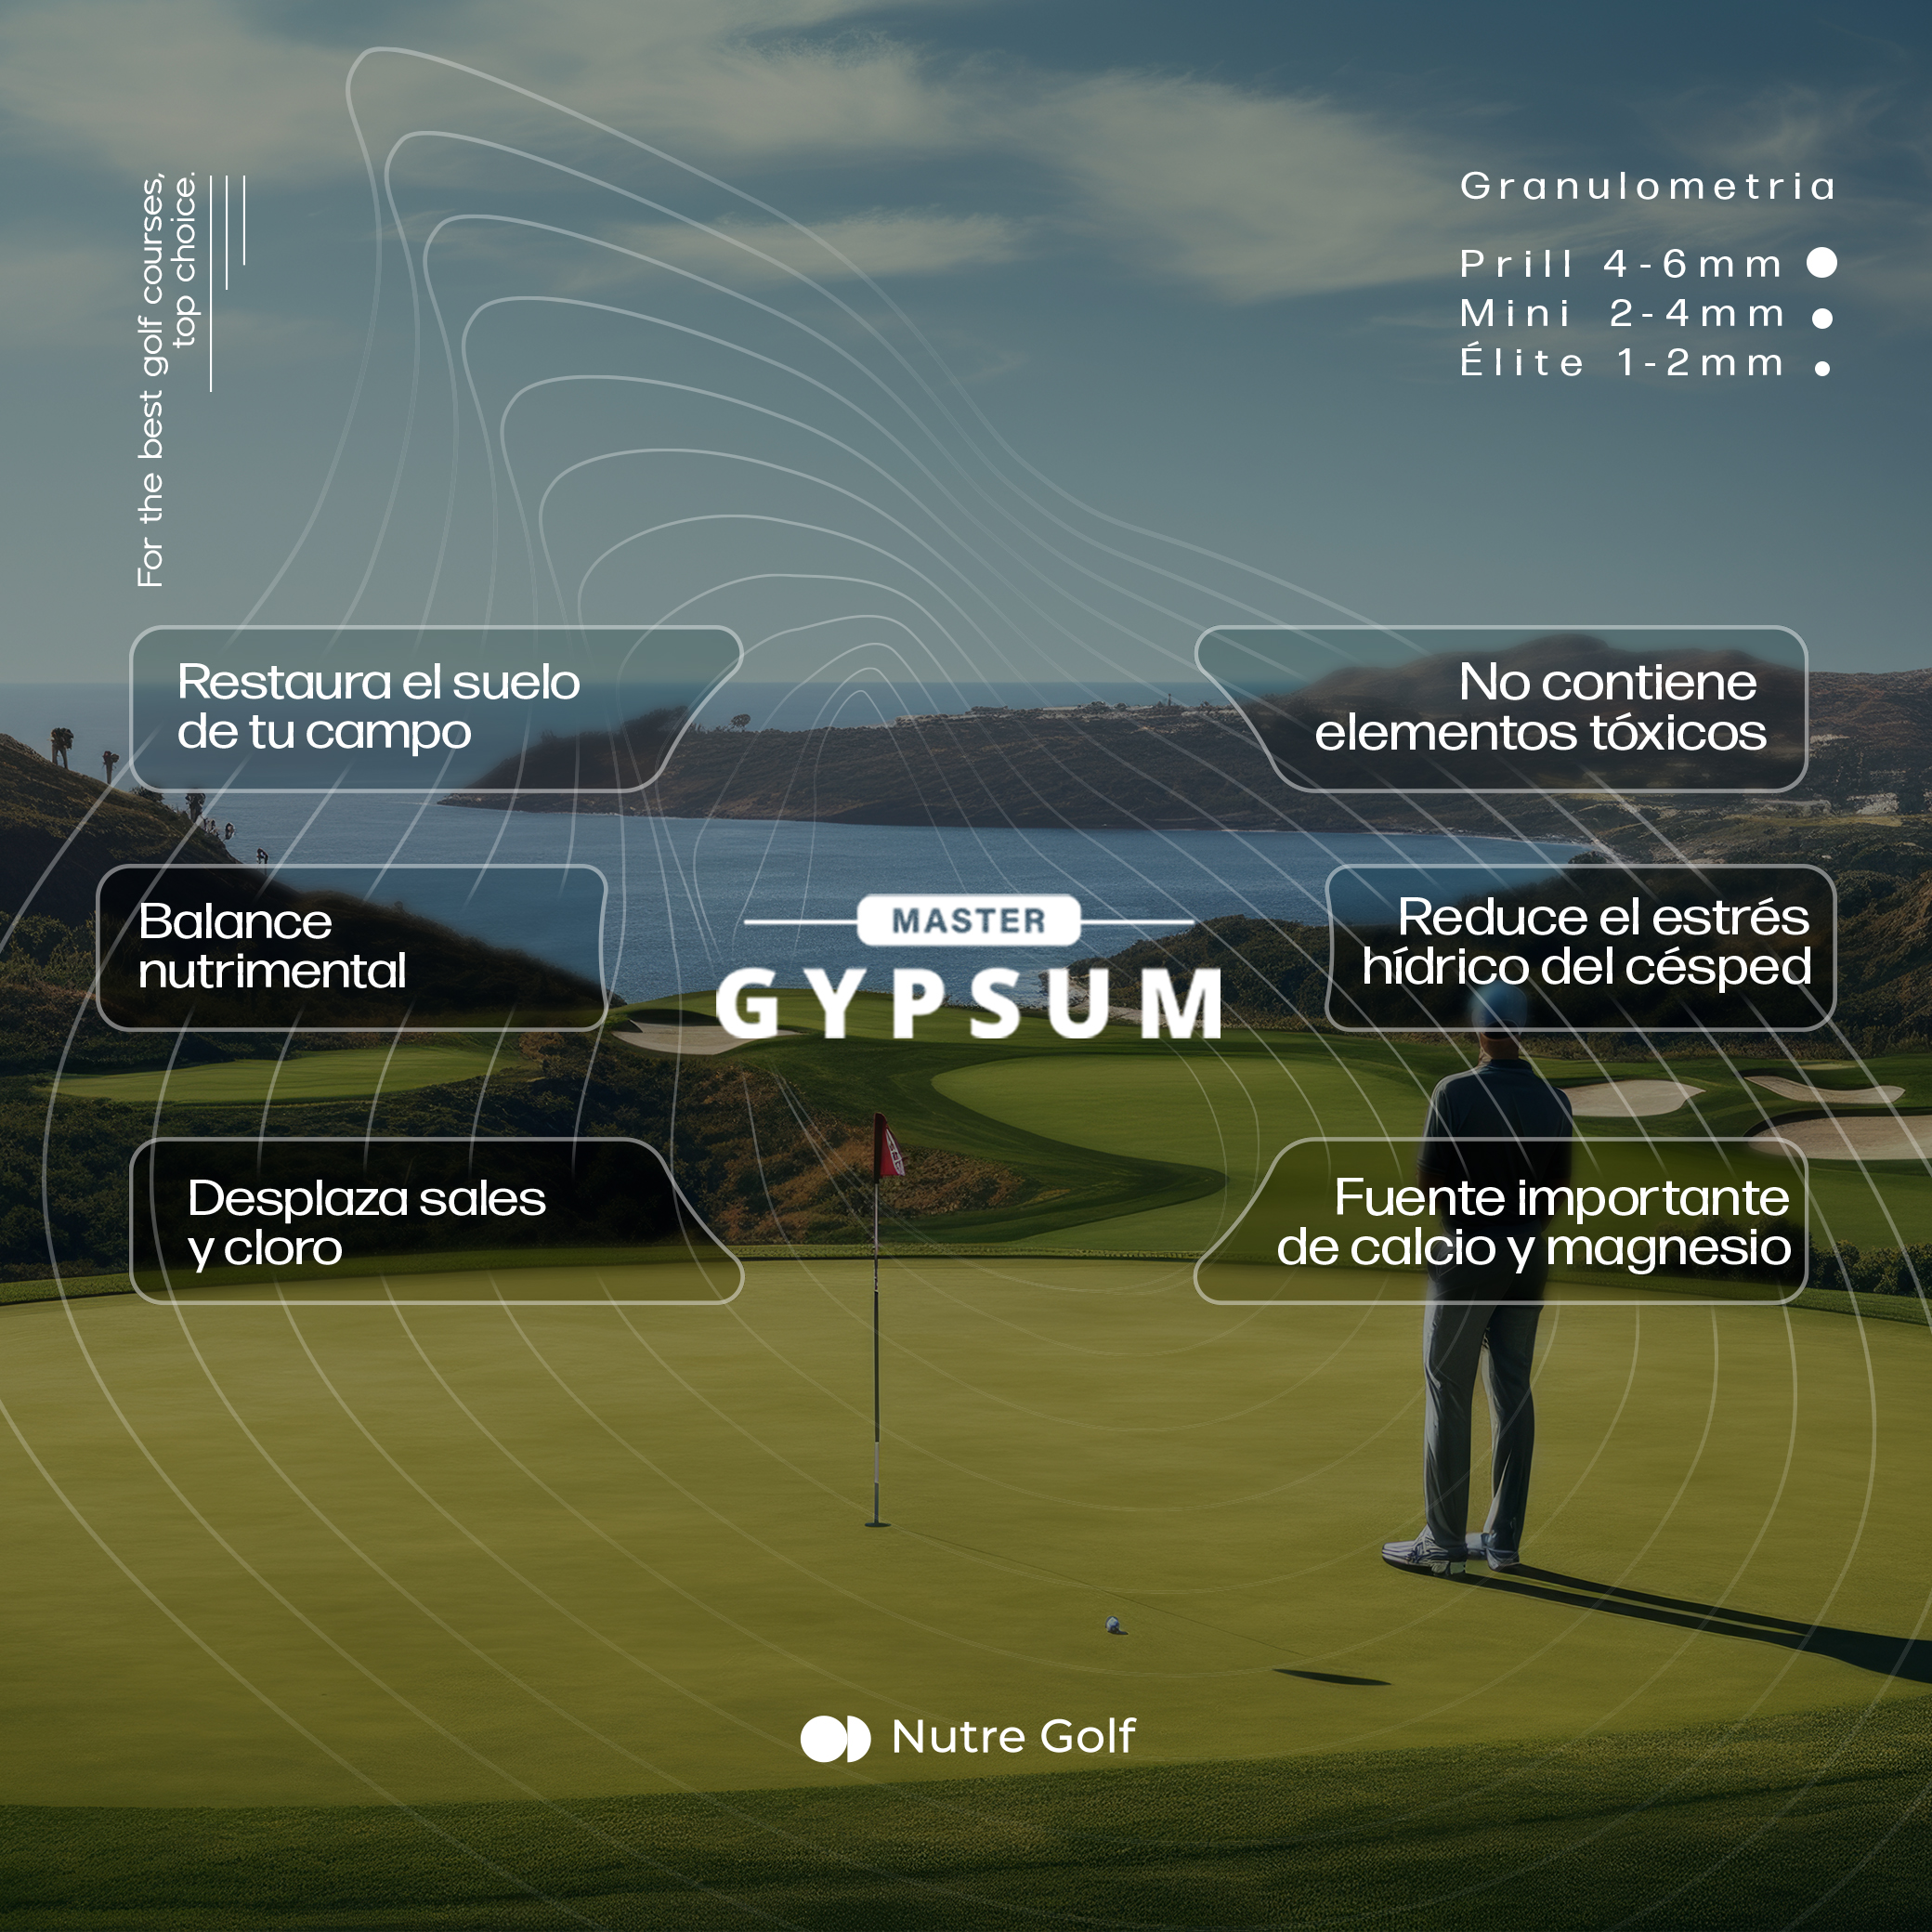 For the best golf courses,
top choice.
Granulometria
Prill 4-6mm
Mini 2-4mm
Élite 1-2mm
Restaura el suelo
de tu campo
No contiene
elementos tóxicos
Balance
nutrimental
MASTER
GYPSUM
Reduce el estrés
hídrico del césped
Desplaza sales
y cloro
Fuente importante
de calcio y magnesio
Nutre Golf